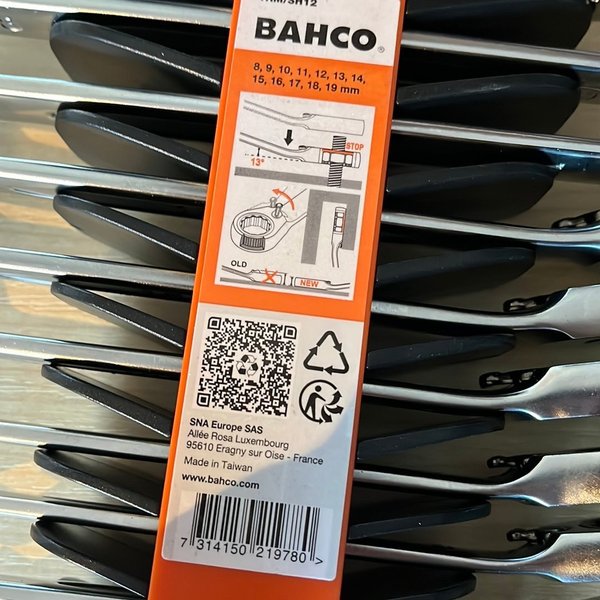 BAHCO®
8, 9, 10, 11, 12, 13, 14,
15, 16, 17, 18, 19 mm
STOP
13°
OLD
NEW
SNA Europe SAS
Allée Rosa Luxembourg
95610 Eragny sur Oise - France
Made in Taiwan
www.bahco.com
7 314150 219780 >